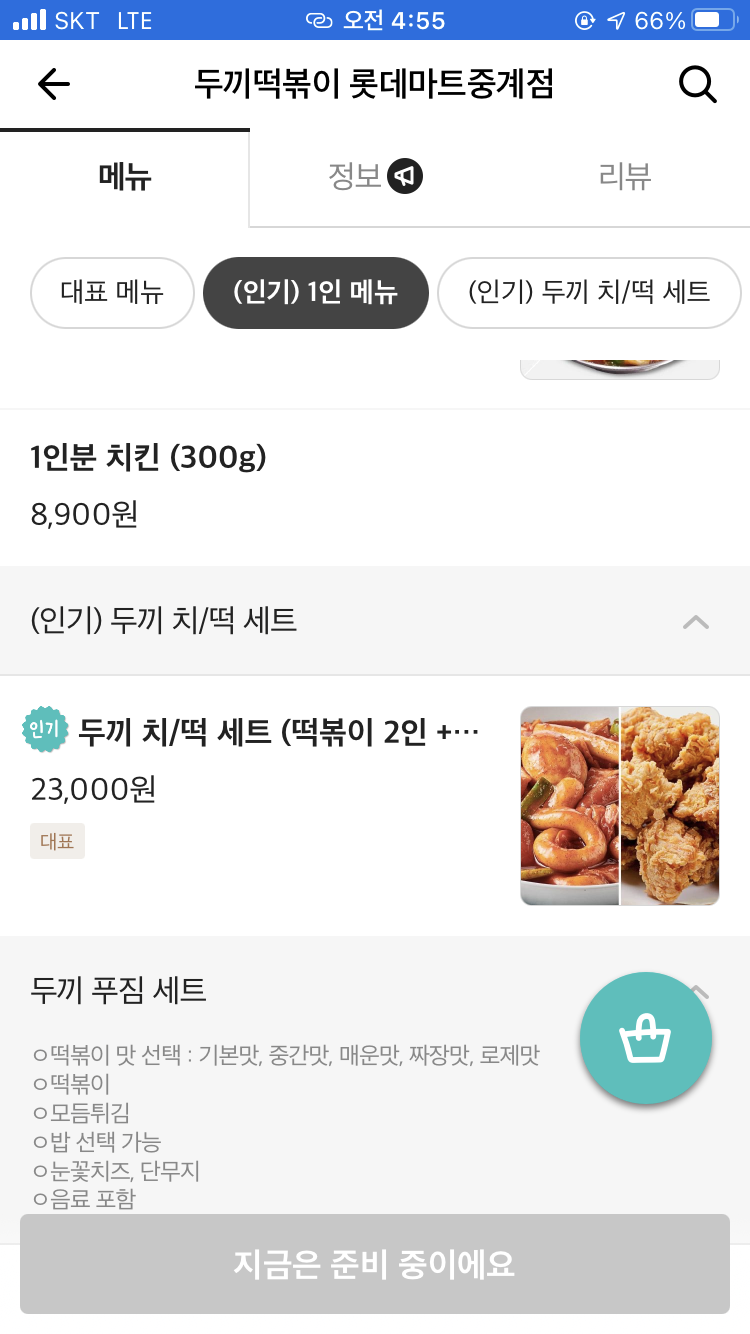 SKT LTE 오전 4:55 66%
두끼떡볶이 롯데마트중계점
메뉴 정보 리뷰
대표 메뉴 (인기) 1인 메뉴 (인기) 두끼 치/떡 세트
1인분 치킨 (300g)
8,900원
(인기) 두끼 치/떡 세트
인기 두끼 치/떡 세트 (떡볶이 2인 +…
23,000원
대표
두끼 푸짐 세트
ㅇ떡볶이 맛 선택 : 기본맛, 중간맛, 매운맛, 짜장맛, 로제맛
ㅇ떡볶이
ㅇ모듬튀김
ㅇ밥 선택 가능
ㅇ눈꽃치즈, 단무지
ㅇ음료 포함
지금은 준비 중이에요